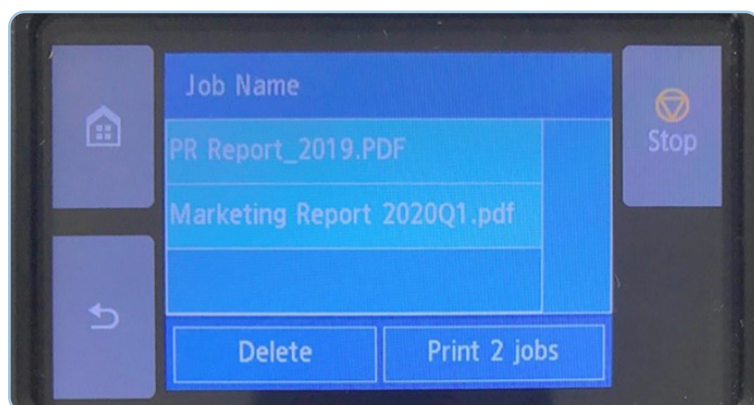 Job Name
Stop
PR Report_2019.PDF
Marketing Report 2020Q1.pdf
Delete
Print 2 jobs